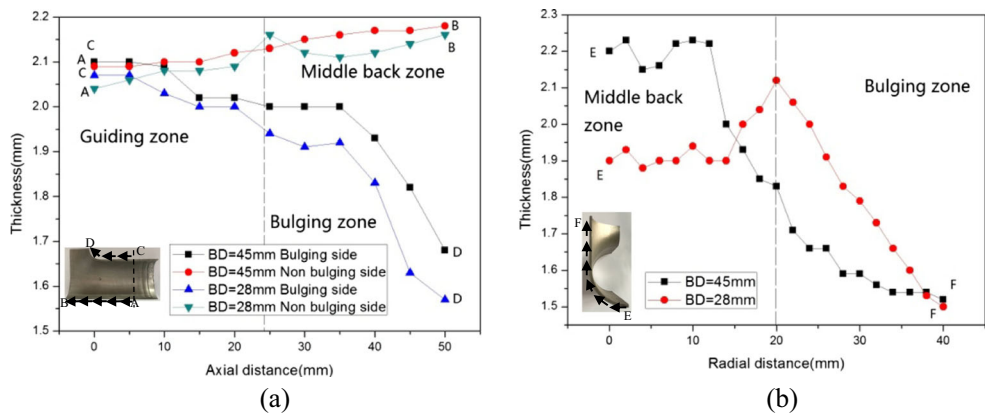 2.2
2.1
2.0
1.9
1.8
1.7
1.6
1.5
Thickness(mm)
C
A
C
A
B
B
Middle back zone
Guiding zone
Bulging zone
D
D
D
C
B
A
BD=45mm Bulging side
BD=45mm Non bulging side
BD=28mm Bulging side
BD=28mm Non bulging side
0 10 20 30 40 50
Axial distance(mm)
(a)
2.3
2.2
2.1
2.0
1.9
1.8
1.7
1.6
1.5
Thickness(mm)
E
Middle back
zone
Bulging zone
E
F
E
BD=45mm
BD=28mm
F
F
0 10 20 30 40
Radial distance(mm)
(b)